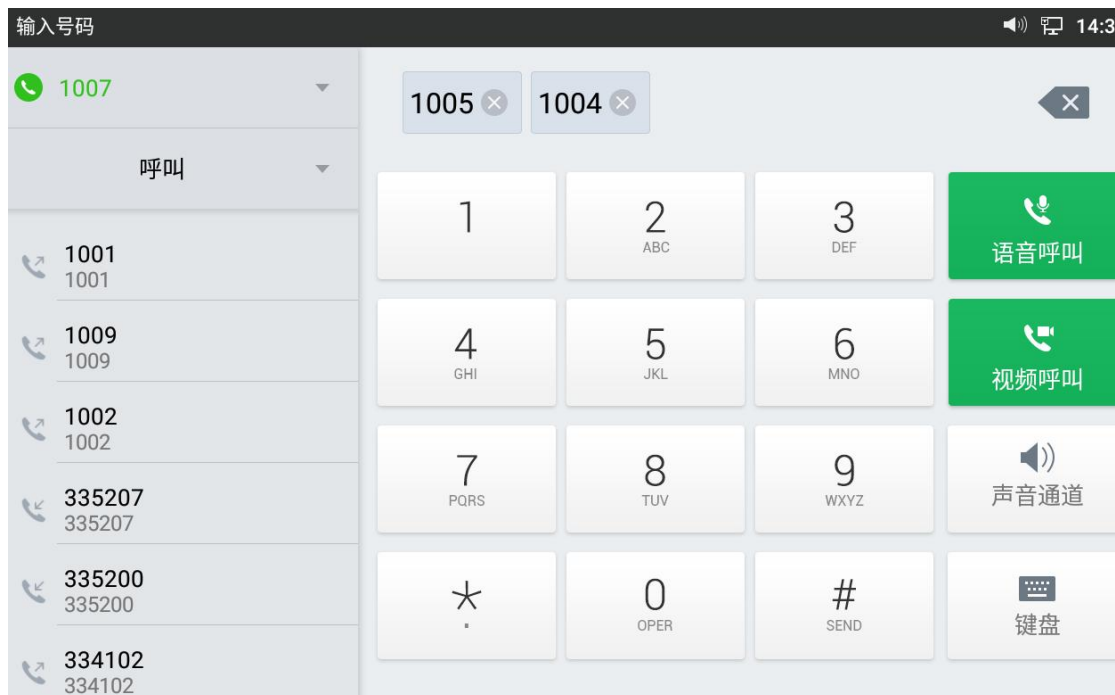 输入号码 14:3
1007
呼叫
1001
1001
1009
1009
1002
1002
335207
335207
335200
335200
334102
334102
1005 1004
1 2 3
ABC DEF
语音呼叫
4 5 6
GHI JKL MNO
视频呼叫
7 8 9
PQRS TUV WXYZ
声音通道
* 0 #
. OPER SEND
键盘